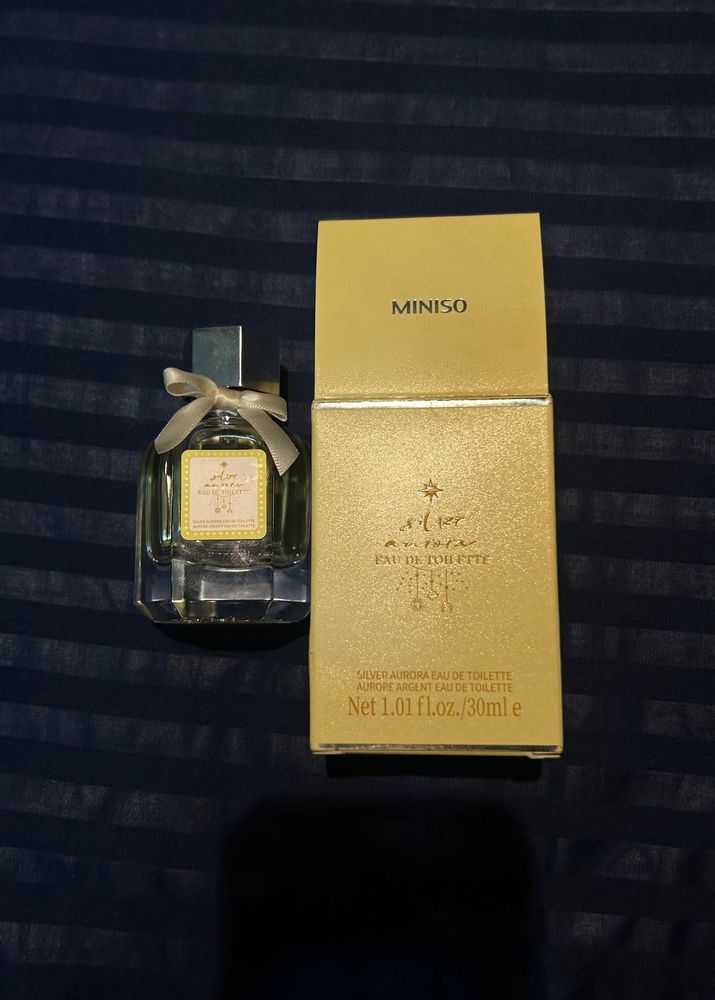 MINISO
silver
aurora
EAU DE TOILETTE
SILVER AURORA EAU DE TOILETTE
AURORE ARGENT EAU DE TOILETTE
silver
aurora
EAU DE TOILETTE
SILVER AURORA EAU DE TOILETTE
AURORE ARGENT EAU DE TOILETTE
Net 1.01 fl.oz./30ml e